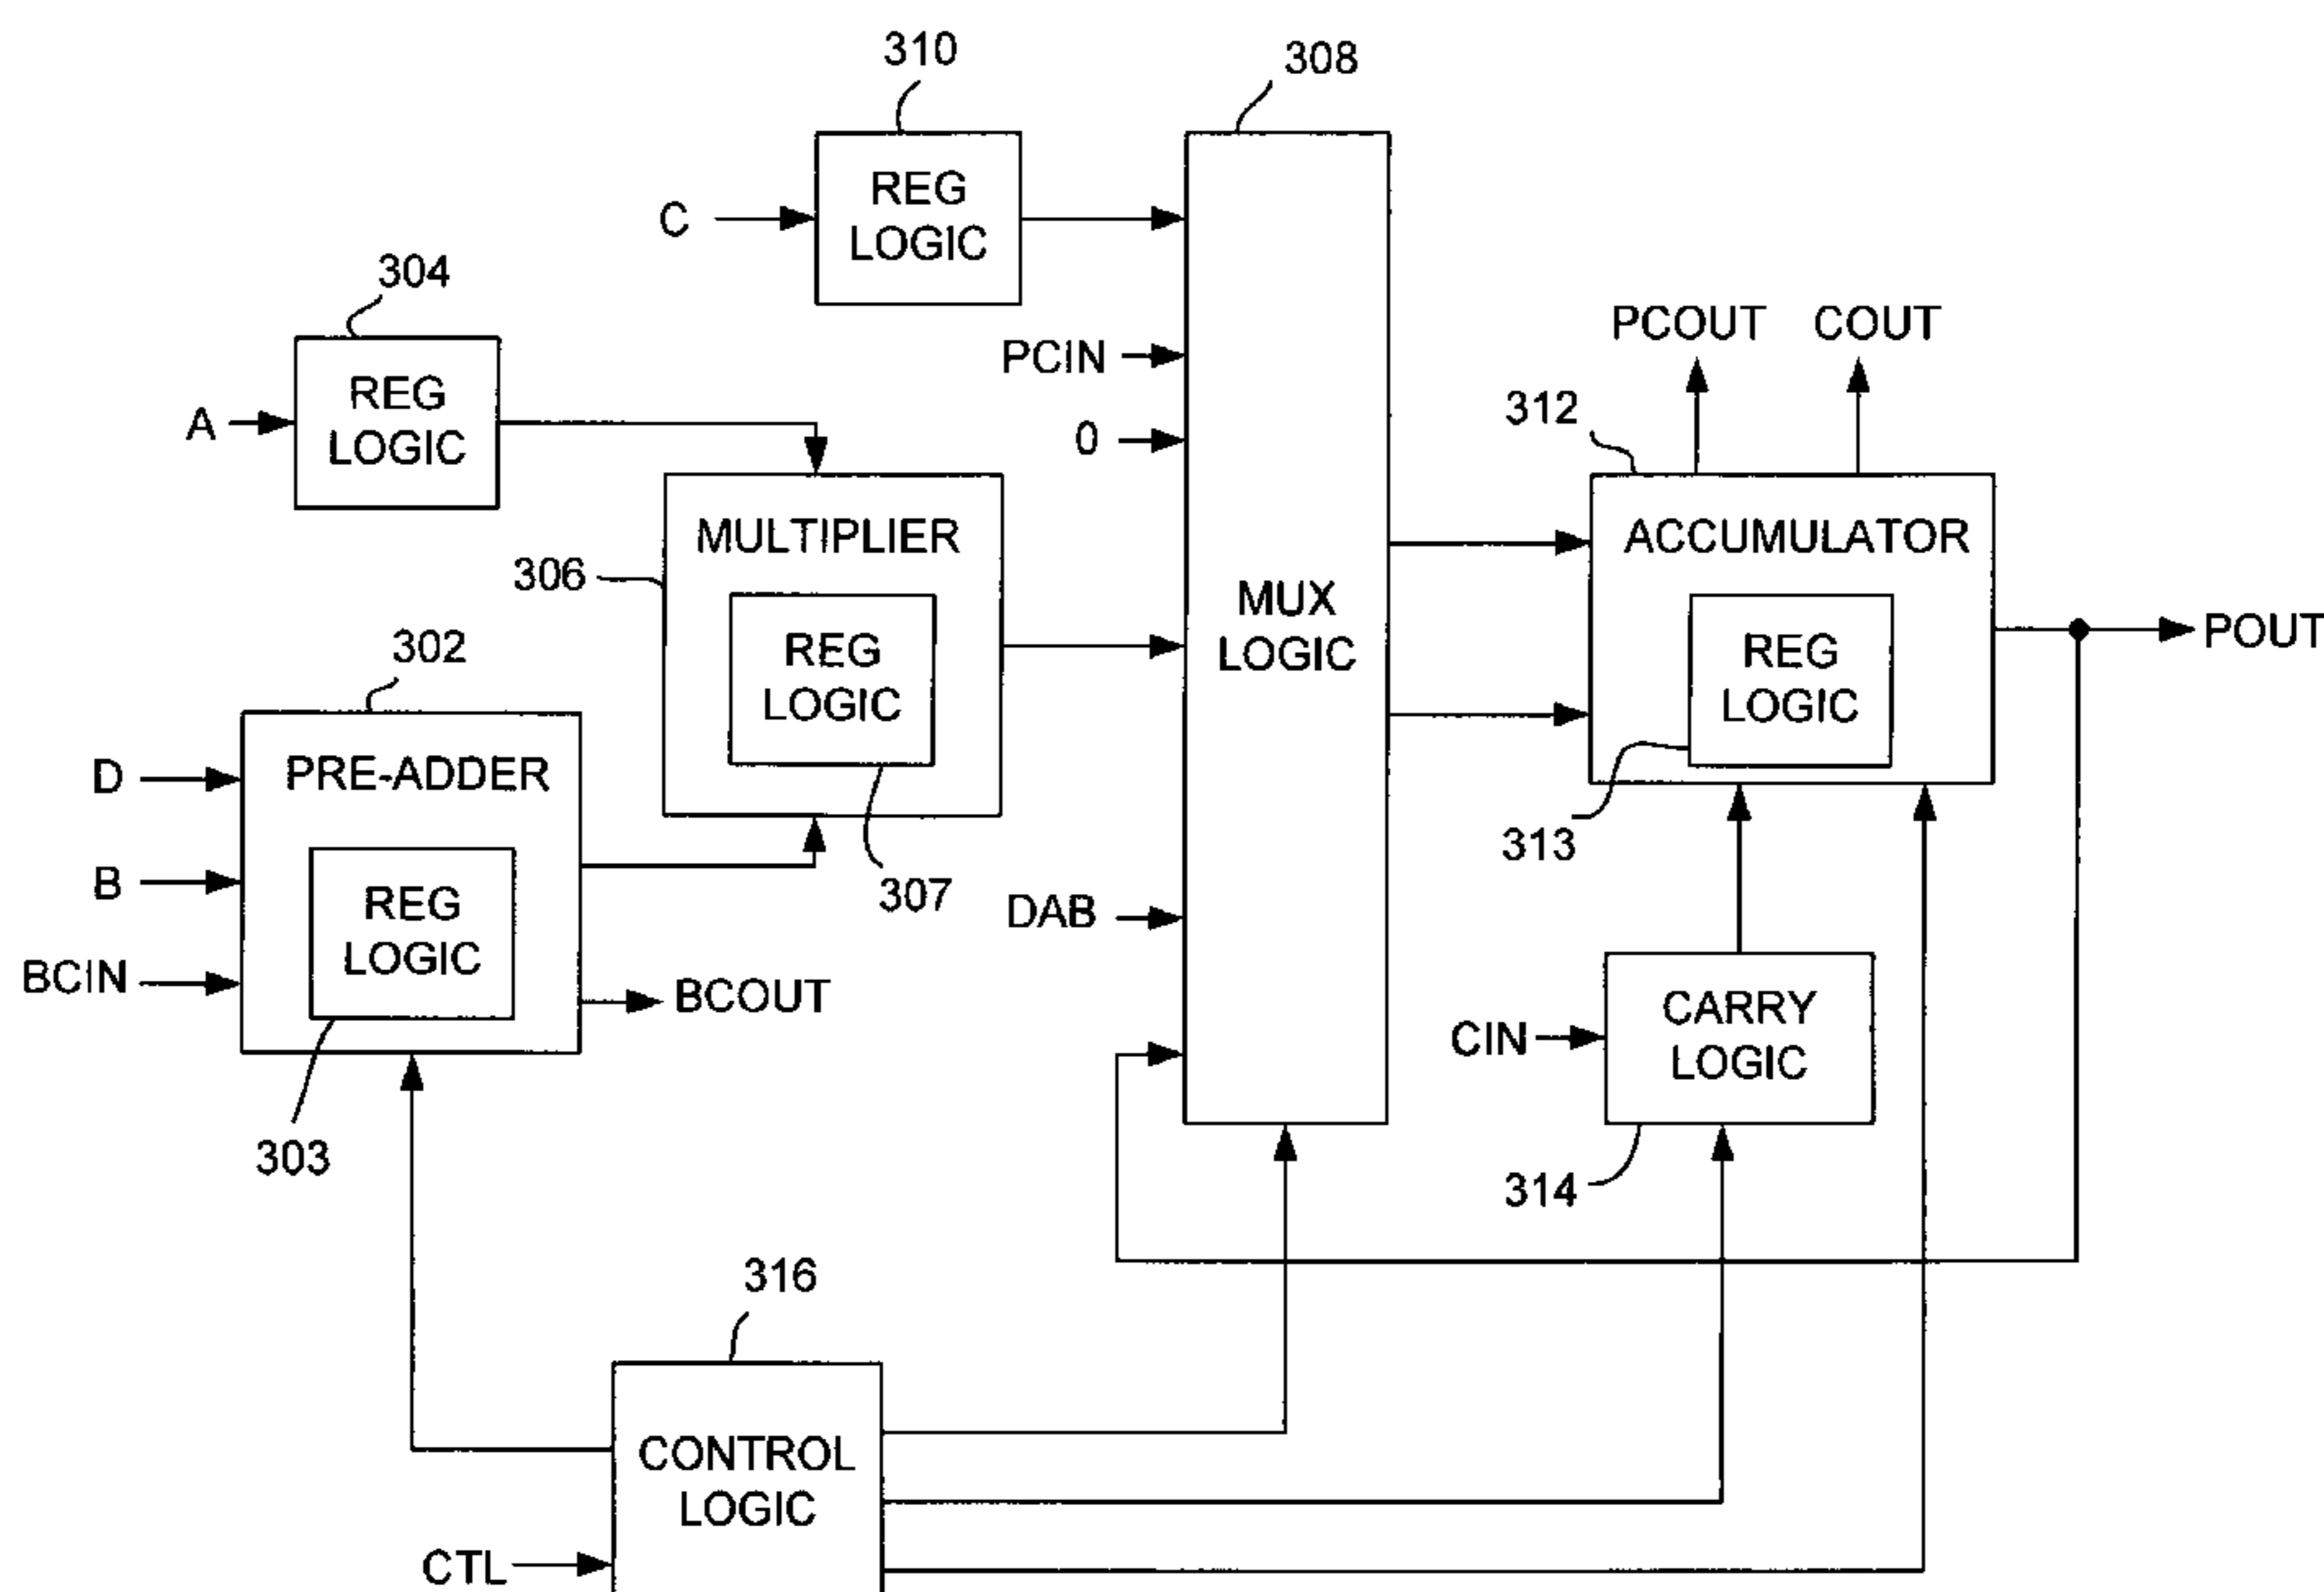 310
308
REG
LOGIC
C
304
REG
LOGIC
A
PCIN
0
PCOUT
COUT
312
MULTIPLIER
REG
LOGIC
306
307
MUX
LOGIC
ACCUMULATOR
REG
LOGIC
313
POUT
302
PRE-ADDER
REG
LOGIC
D
B
BCIN
BCOUT
303
DAB
CIN
CARRY
LOGIC
314
316
CONTROL
LOGIC
CTL